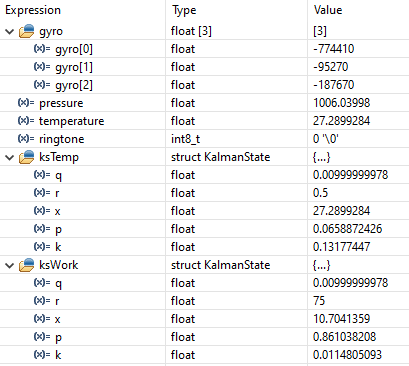 Expression Type Value
gyro float [3] [3]
(x)= gyro[0] float -774410
(x)= gyro[1] float -95270
(x)= gyro[2] float -187670
(x)= pressure float 1006.03998
(x)= temperature float 27.2899284
(x)= ringtone int8_t 0 '\0'
ksTemp struct KalmanState {...}
(x)= q float 0.00999999978
(x)= r float 0.5
(x)= x float 27.2899284
(x)= p float 0.0658872426
(x)= k float 0.13177447
ksWork struct KalmanState {...}
(x)= q float 0.00999999978
(x)= r float 75
(x)= x float 10.7041359
(x)= p float 0.861038208
(x)= k float 0.0114805093